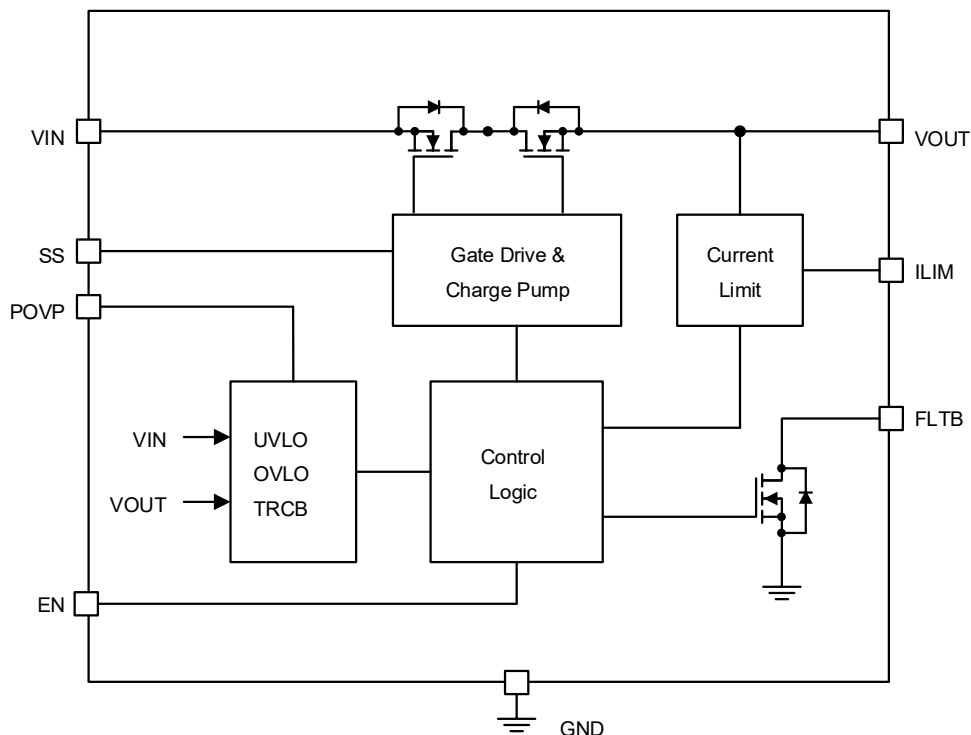 VIN
VOUT
SS
Gate Drive &
Charge Pump
Current
Limit
ILIM
POVP
FLTB
VIN
VOUT
UVLO
OVLO
TRCB
Control
Logic
EN
GND